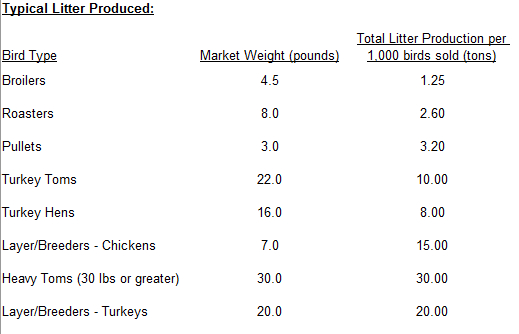 Typical Litter Produced:
Total Litter Production per
Bird Type Market Weight (pounds) 1,000 birds sold (tons)
Broilers 4.5 1.25
Roasters 8.0 2.60
Pullets 3.0 3.20
Turkey Toms 22.0 10.00
Turkey Hens 16.0 8.00
Layer/Breeders - Chickens 7.0 15.00
Heavy Toms (30 lbs or greater) 30.0 30.00
Layer/Breeders - Turkeys 20.0 20.00